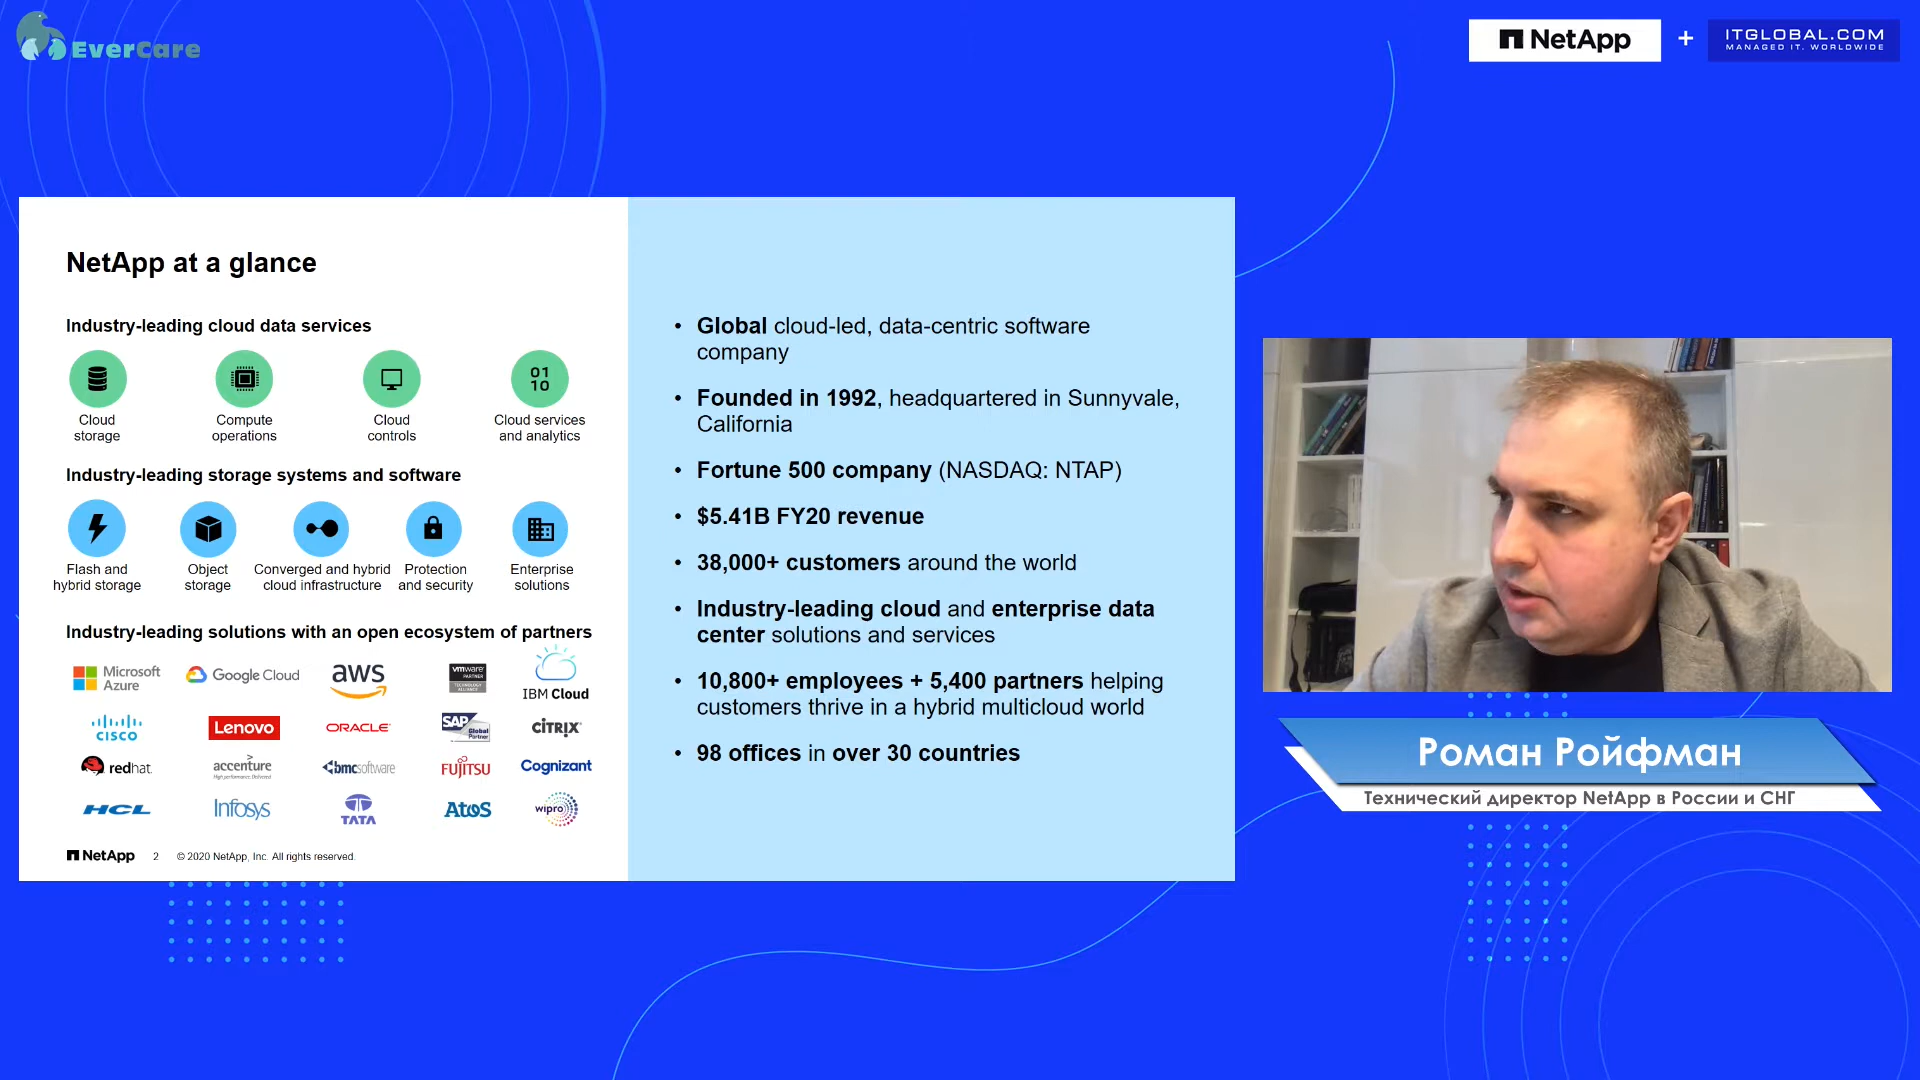 EverCare
NetApp
+
ITGLOBAL.COM
MANAGED IT. WORLDWIDE
NetApp at a glance
Industry-leading cloud data services
01
10
Cloud
storage
Compute
operations
Cloud
controls
Cloud services
and analytics
Industry-leading storage systems and software
Flash and
hybrid storage
Object
storage
Converged and hybrid
cloud infrastructure
Protection
and security
Enterprise
solutions
Industry-leading solutions with an open ecosystem of partners
Microsoft
Azure
Google Cloud
aws
vmware
PARTNER
TECHNOLOGY
ALLIANCE
IBM Cloud
CISCO
Lenovo
ORACLE
SAP
Global
Partner
CITRIX
redhat.
accenture
High performance. Delivered.
bmcsoftware
FUJITSU
Cognizant
HCL
Infosys
TATA
Atos
wipro
NetApp 2 © 2020 NetApp, Inc. All rights reserved.
• Global cloud-led, data-centric software
company
• Founded in 1992, headquartered in Sunnyvale,
California
• Fortune 500 company (NASDAQ: NTAP)
• $5.41B FY20 revenue
• 38,000+ customers around the world
• Industry-leading cloud and enterprise data
center solutions and services
• 10,800+ employees + 5,400 partners helping
customers thrive in a hybrid multicloud world
• 98 offices in over 30 countries
Роман Ройфман
Технический директор NetApp в России и СНГ